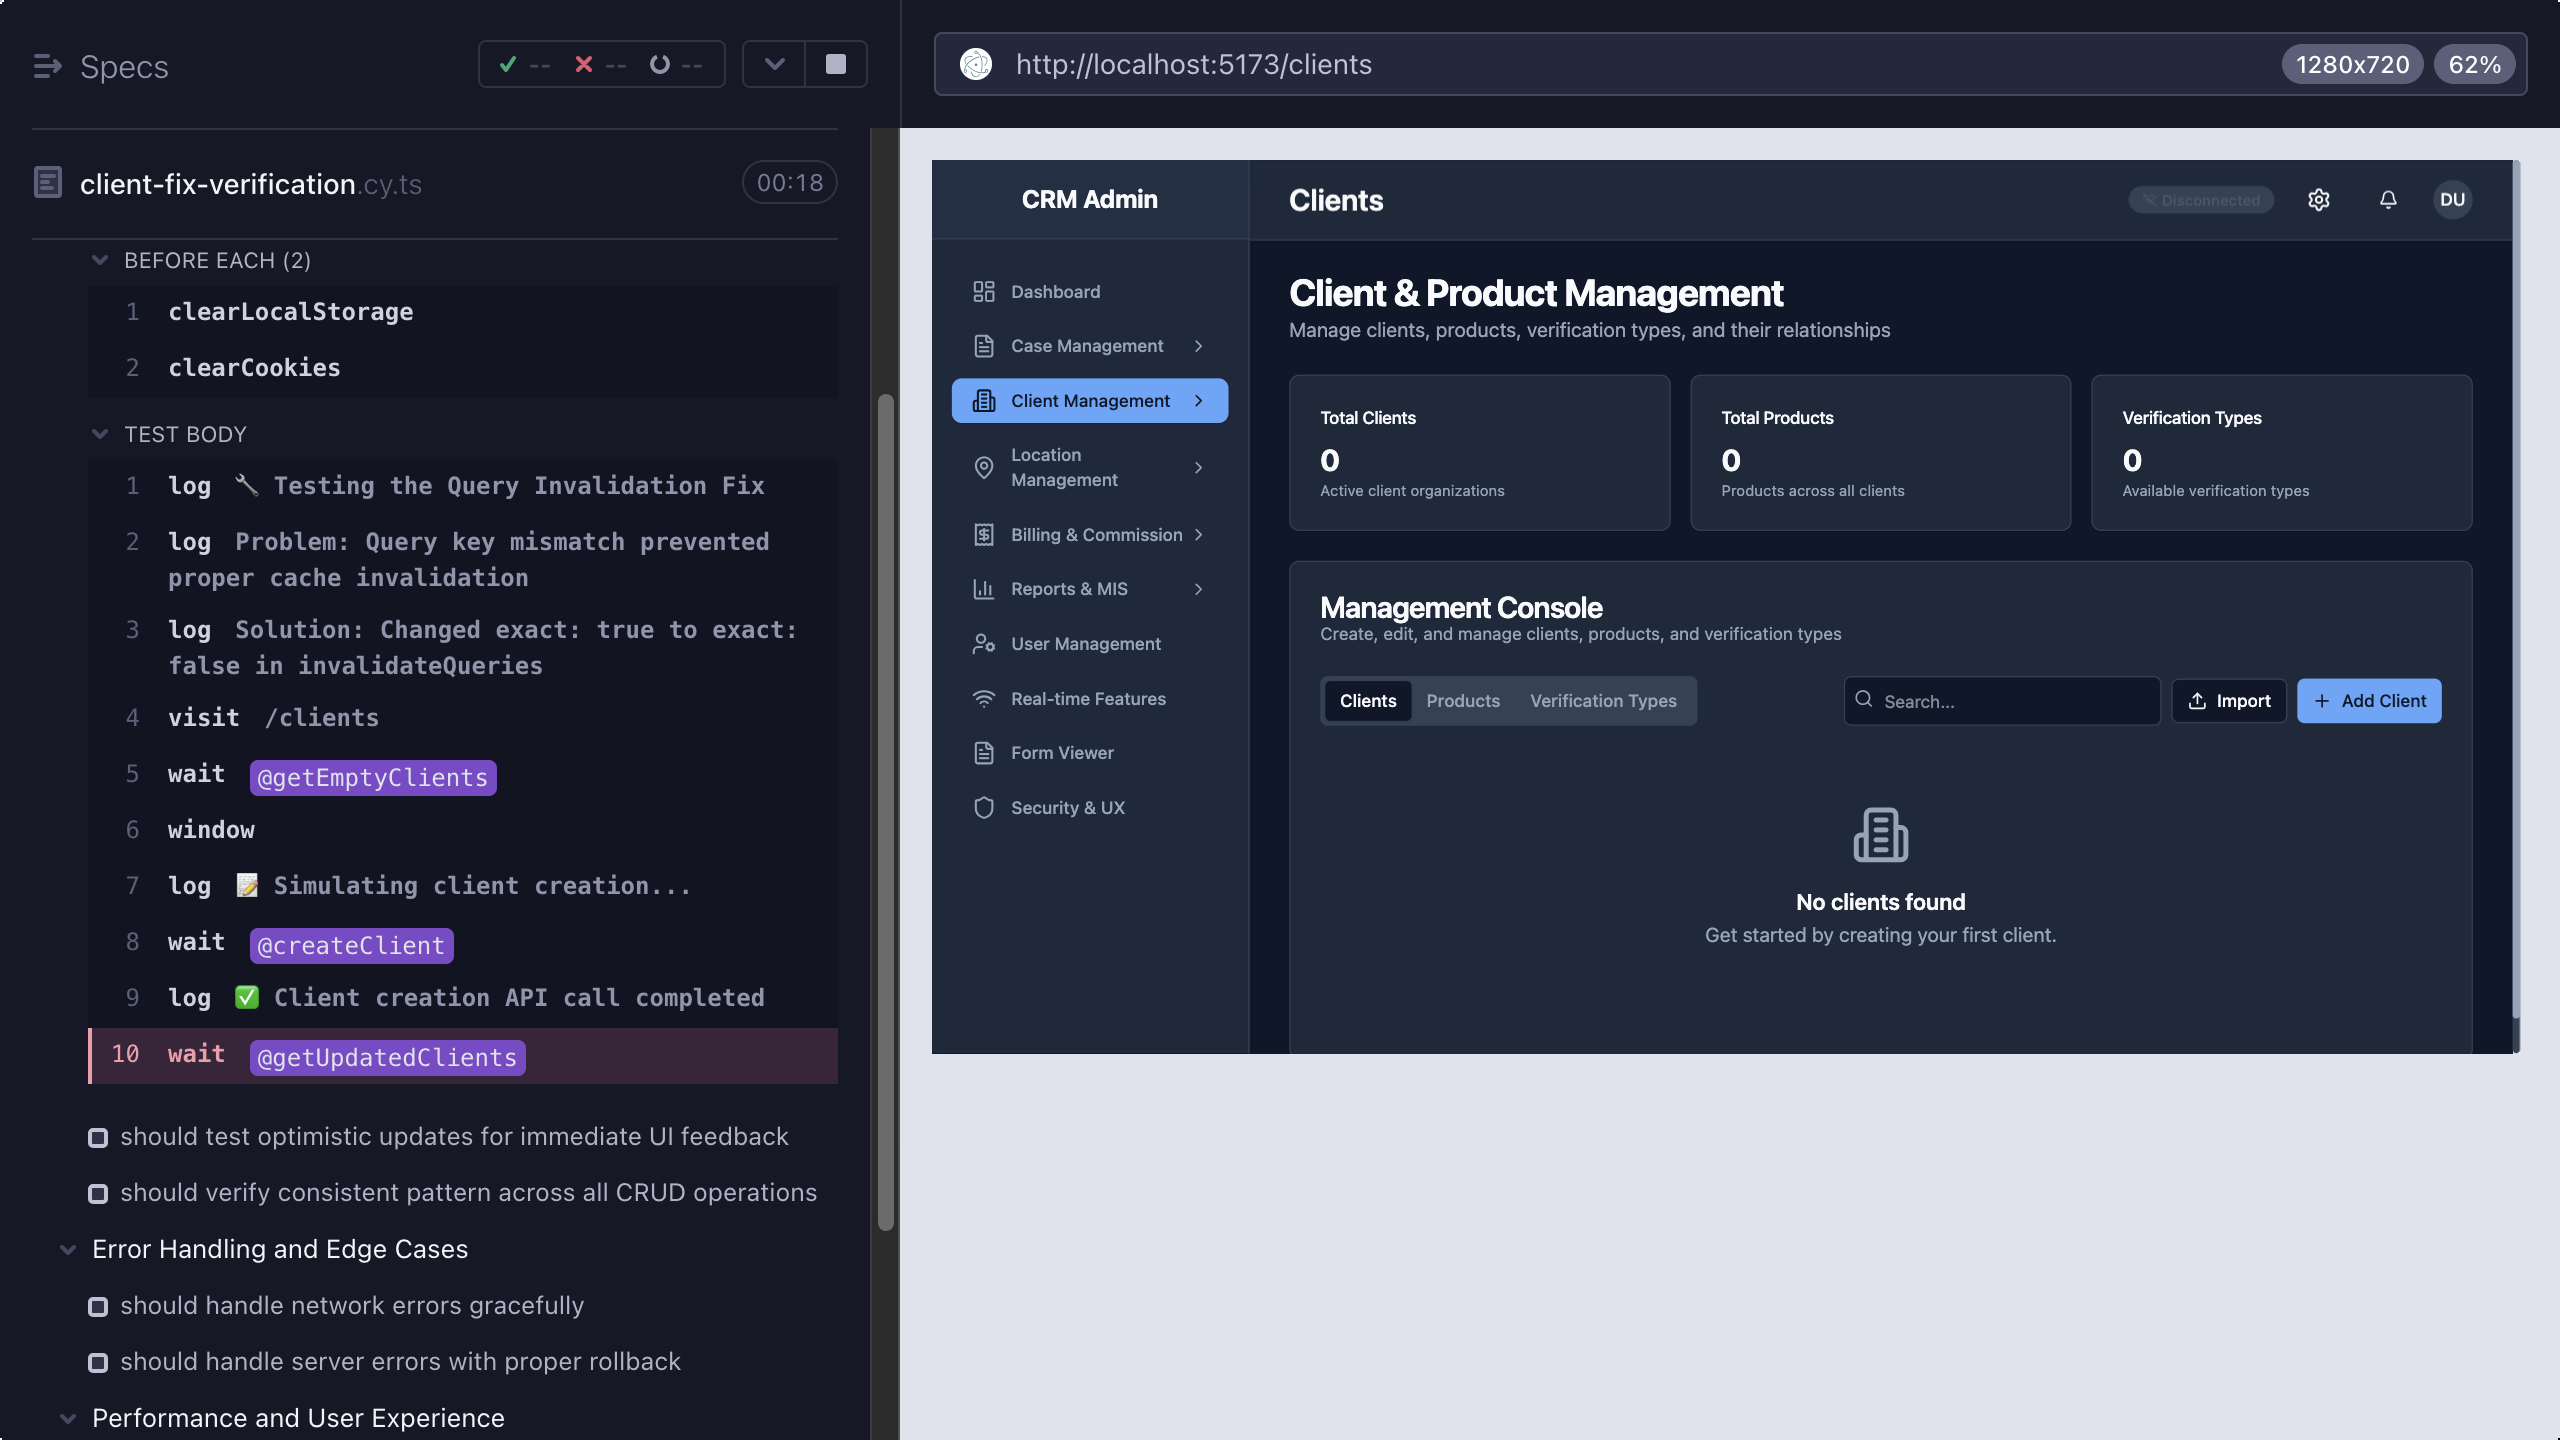 Specs
-- -- --
client-fix-verification.cy.ts
00:18
BEFORE EACH (2)
1 clearLocalStorage
2 clearCookies
TEST BODY
1 log 🔧 Testing the Query Invalidation Fix
2 log Problem: Query key mismatch prevented
proper cache invalidation
3 log Solution: Changed exact: true to exact:
false in invalidateQueries
4 visit /clients
5 wait @getEmptyClients
6 window
7 log 📝 Simulating client creation...
8 wait @createClient
9 log ✅ Client creation API call completed
10 wait @getUpdatedClients
should test optimistic updates for immediate UI feedback
should verify consistent pattern across all CRUD operations
Error Handling and Edge Cases
should handle network errors gracefully
should handle server errors with proper rollback
Performance and User Experience
http://localhost:5173/clients
1280x720
62%
CRM Admin
Dashboard
Case Management
Client Management
Location
Management
Billing & Commission
Reports & MIS
User Management
Real-time Features
Form Viewer
Security & UX
Clients
Disconnected
DU
Client & Product Management
Manage clients, products, verification types, and their relationships
Total Clients
0
Active client organizations
Total Products
0
Products across all clients
Verification Types
0
Available verification types
Management Console
Create, edit, and manage clients, products, and verification types
Clients
Products
Verification Types
Search...
Import
Add Client
No clients found
Get started by creating your first client.